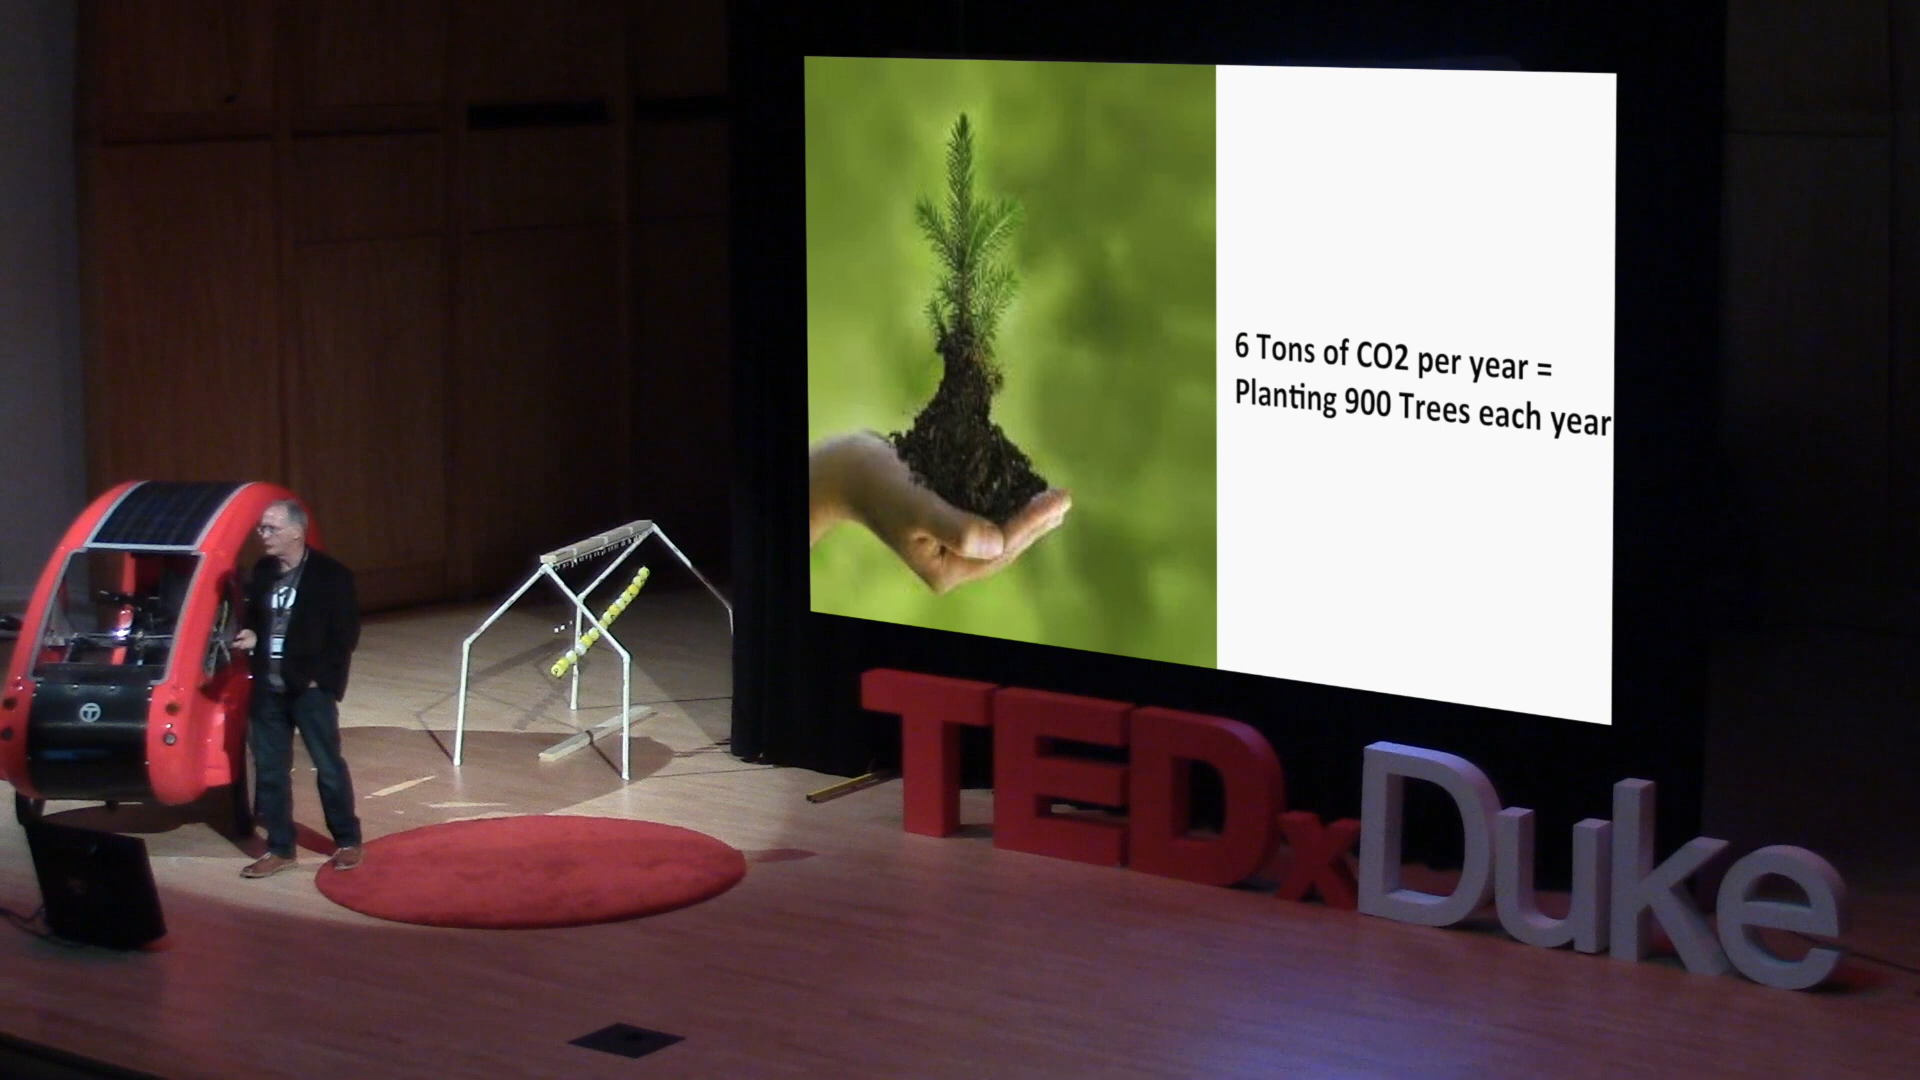 6 Tons of CO2 per year =
Planting 900 Trees each year
TEDxDuke